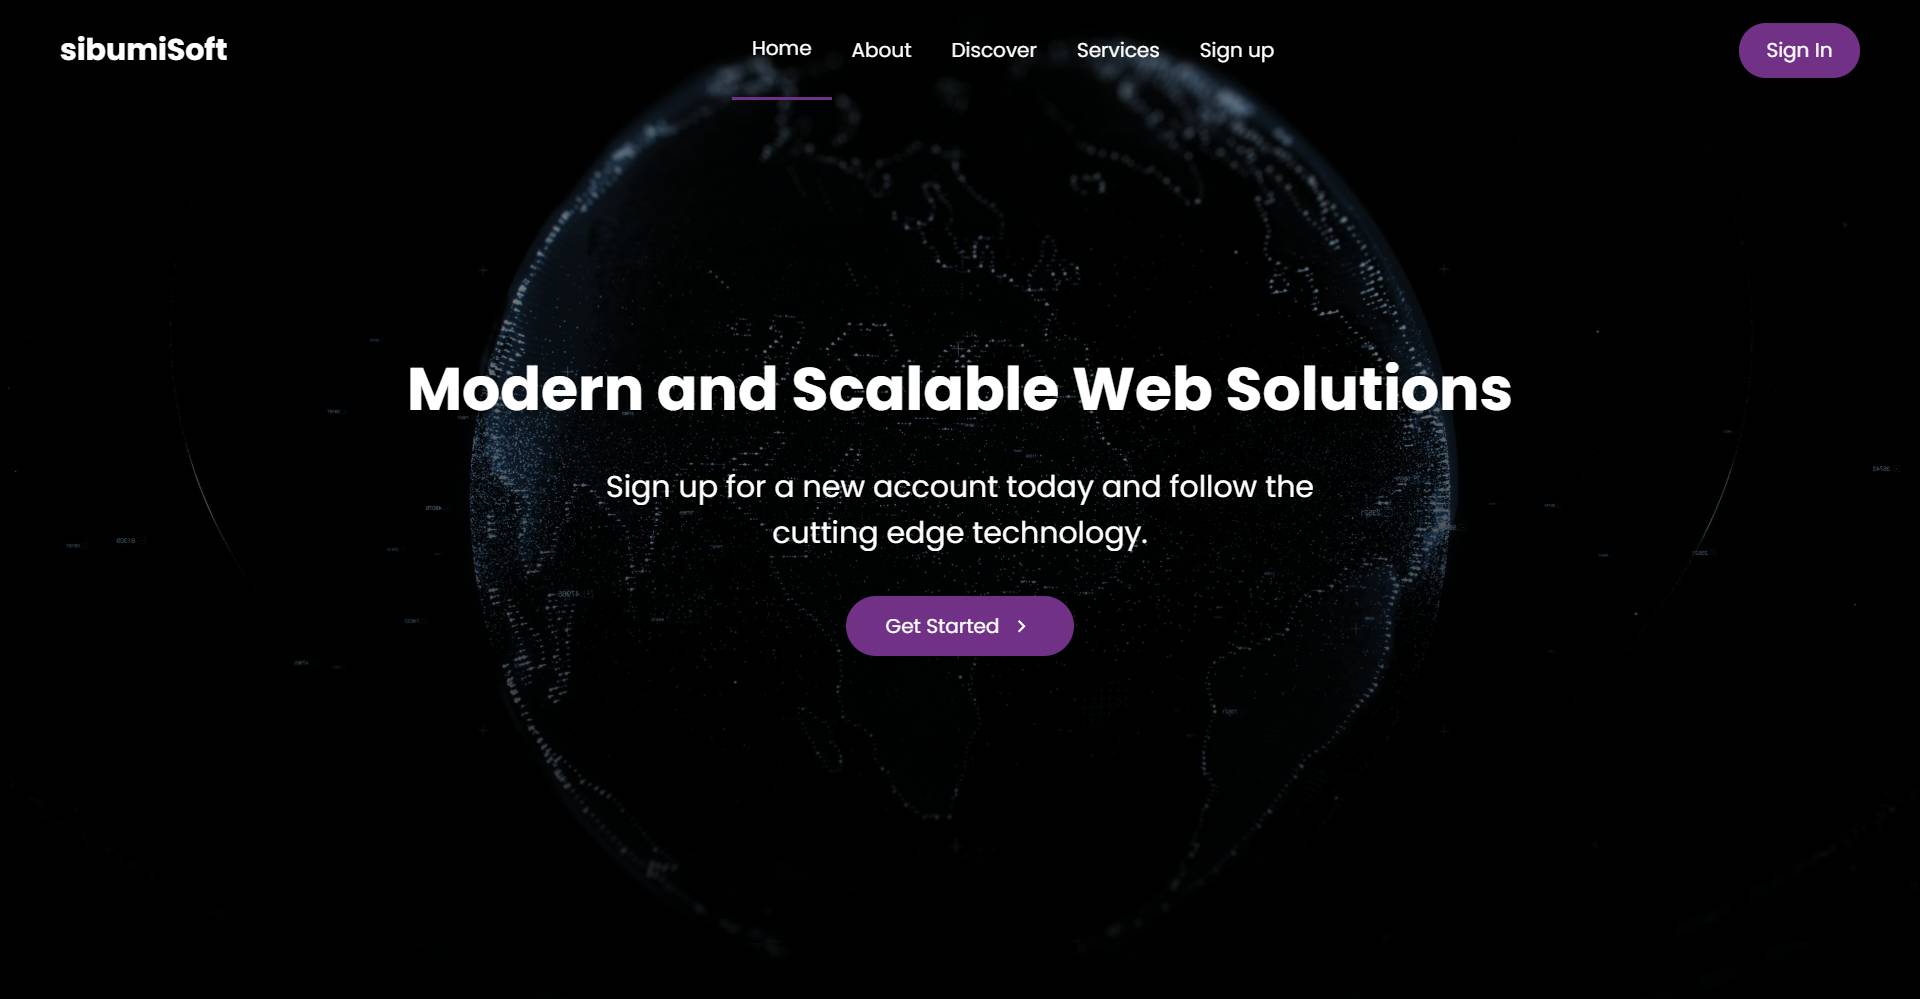 sibumiSoft
Home
About
Discover
Services
Sign up
Sign In
Modern and Scalable Web Solutions
Sign up for a new account today and follow the
cutting edge technology.
Get Started